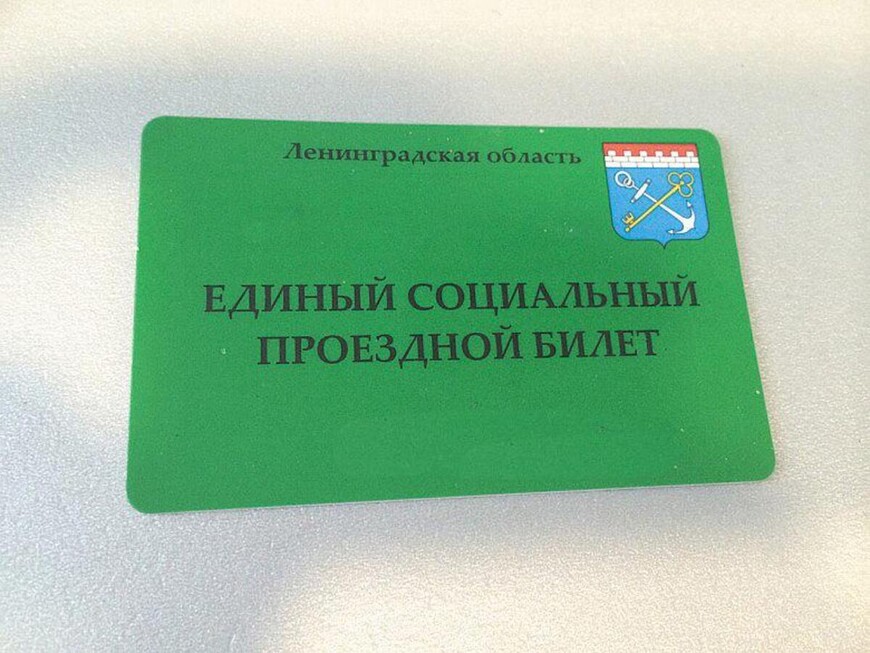 Ленинградская область
ЕДИНЫЙ СОЦИАЛЬНЫЙ
ПРОЕЗДНОЙ БИЛЕТ